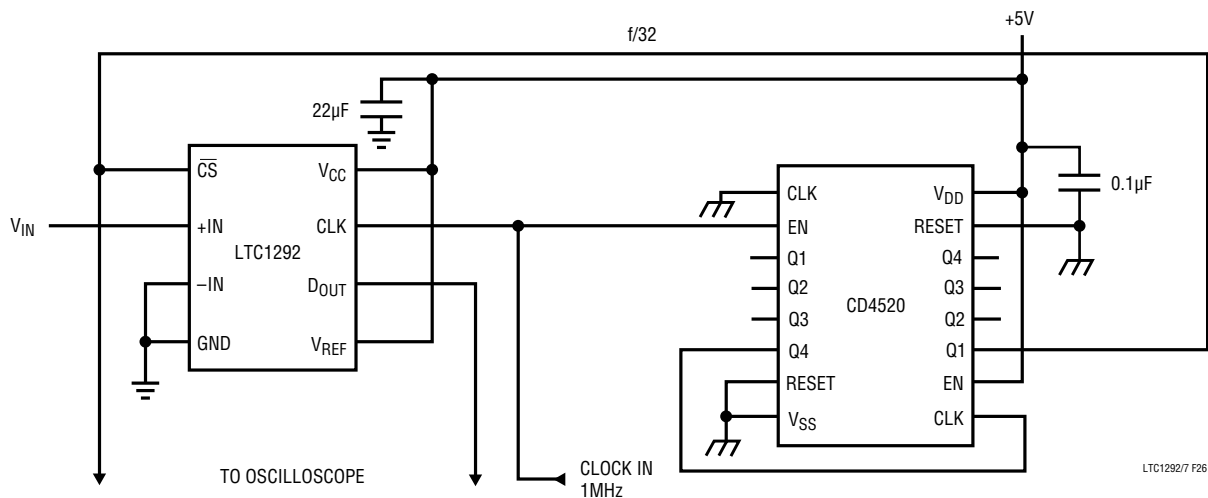 +5V
f/32
22µF
CS
VCC
+IN
CLK
VIN
LTC1292
–IN
DOUT
GND
VREF
CLK
VDD
0.1µF
EN
RESET
Q1
Q4
Q2
Q3
CD4520
Q3
Q2
Q4
Q1
RESET
EN
VSS
CLK
TO OSCILLOSCOPE
CLOCK IN
1MHz
LTC1292/7 F26